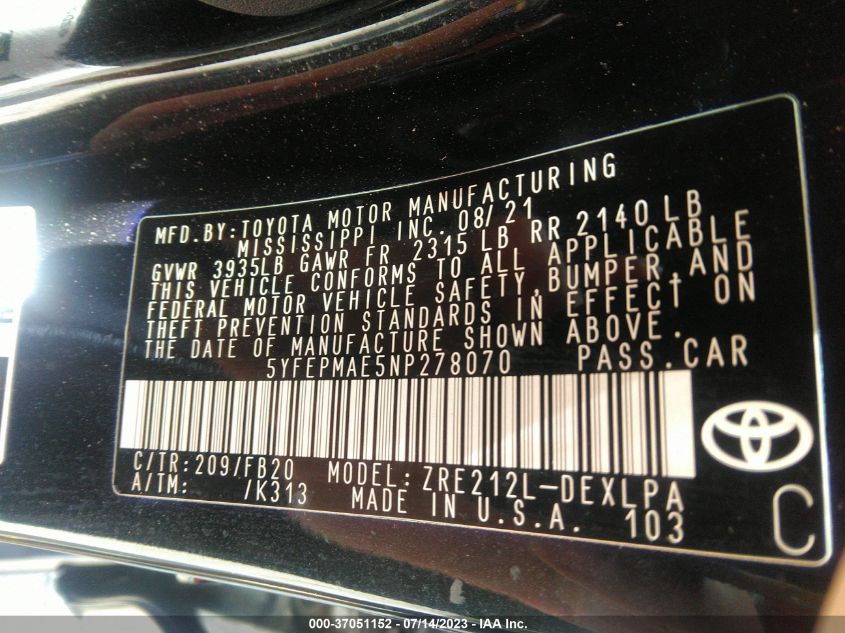 MFD.BY:TOYOTA MOTOR MANUFACTURING
MISSISSIPPI INC. 08/21
GVWR 3935LB GAWR FR 2315 LB RR 2140 LB
THIS VEHICLE CONFORMS TO ALL APPLICABLE
FEDERAL MOTOR VEHICLE SAFETY,BUMPER,AND
THEFT PREVENTION STANDARDS IN EFFECT ON
THE DATE OF MANUFACTURE SHOWN ABOVE.
5YFEPMAE5NP278070 PASS.CAR
C/TR:209/FB20 MODEL:ZRE212L-DEXLPA
A/TM: /K313 MADE IN U.S.A. 103
C
000-37051152 - 07/14/2023 - IAA Inc.